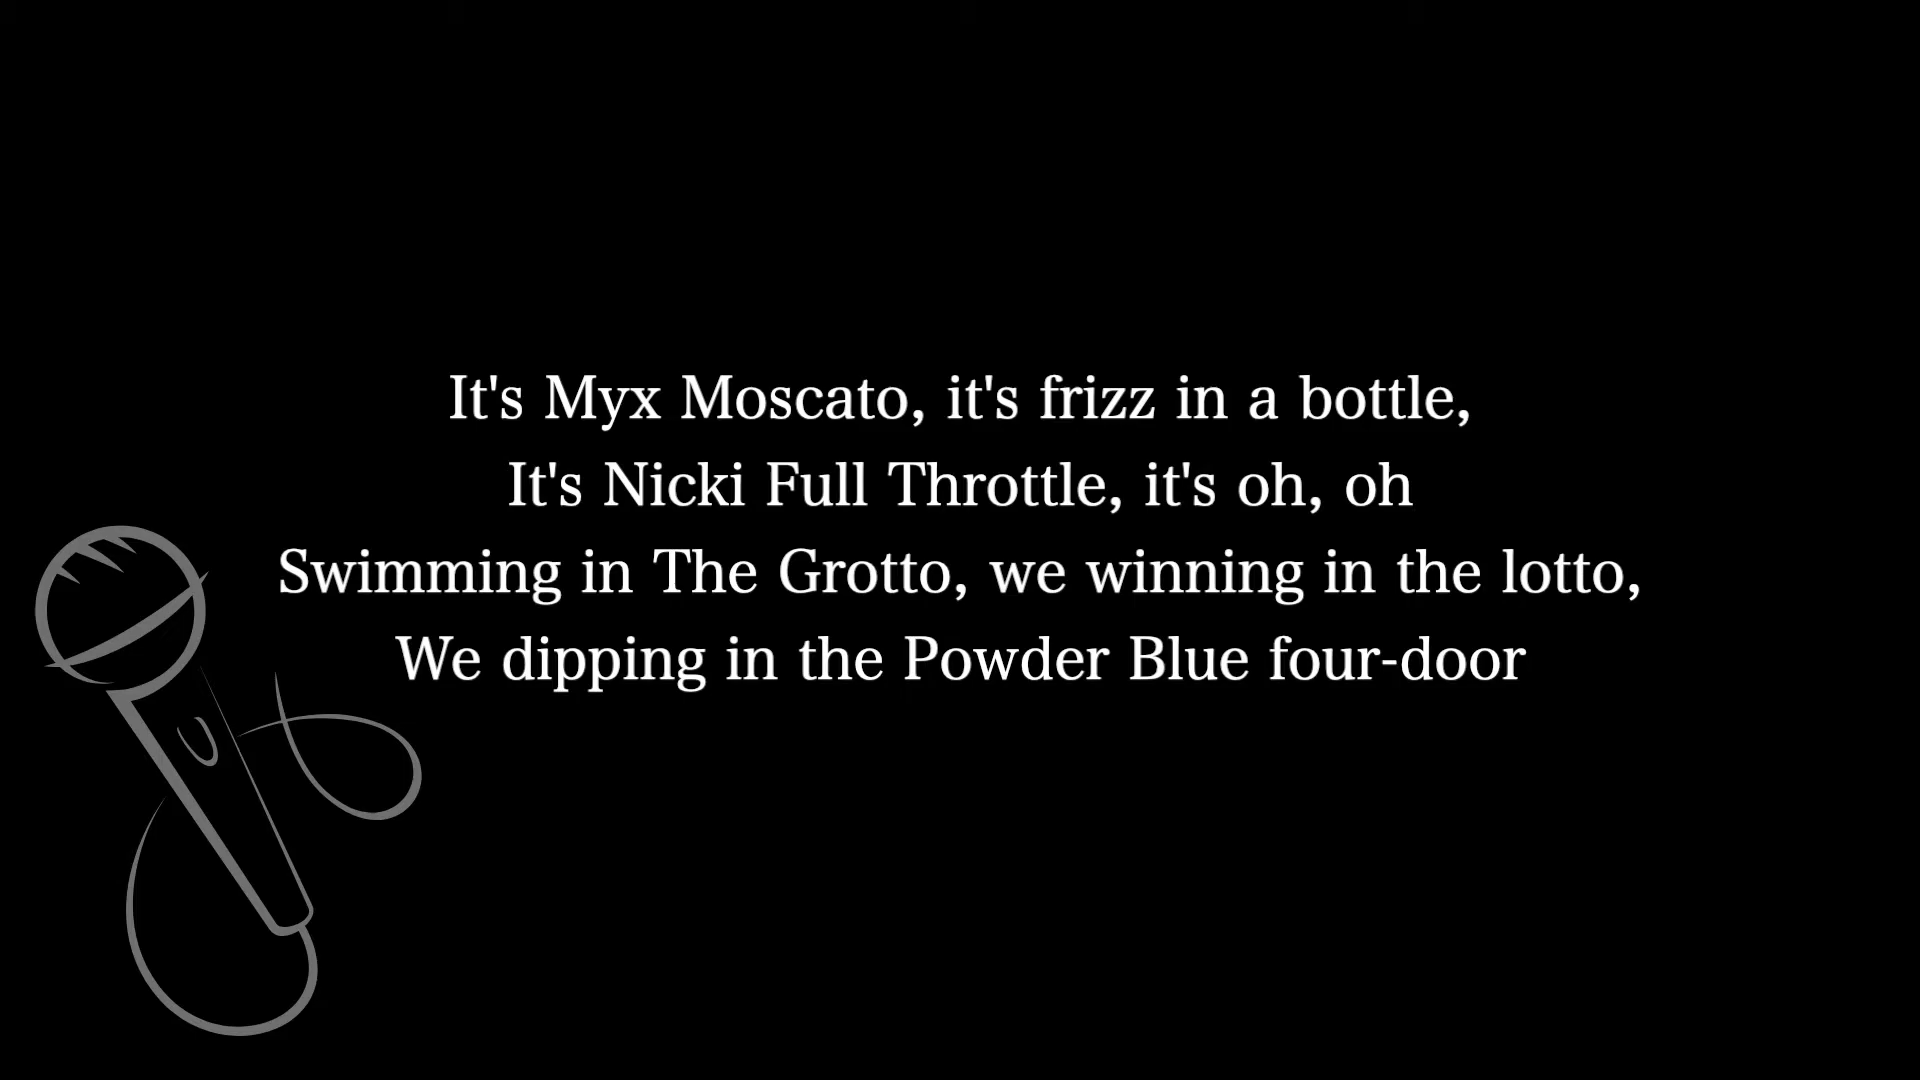 It's Myx Moscato, it's frizz in a bottle,
It's Nicki Full Throttle, it's oh, oh
Swimming in The Grotto, we winning in the lotto,
We dipping in the Powder Blue four-door